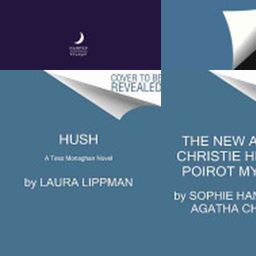 COVER TO BE
REVEALED
HUSH
A Tess Monaghan Novel
by LAURA LIPPMAN
THE NEW A
CHRISTIE H
POIROT MY
by SOPHIE HAN
AGATHA CH